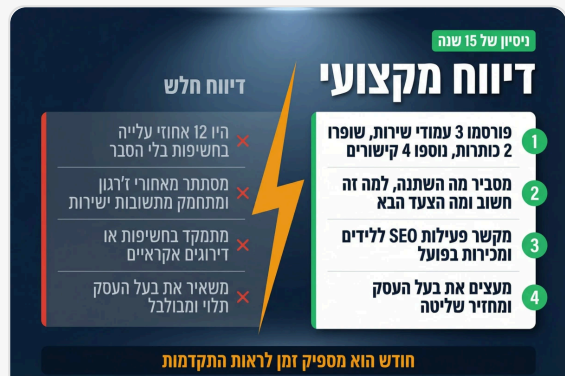 ניסיון של 15 שנה
דיווח מקצועי
1
פורסמו 3 עמודי שירות, שופרו
2 כותרות, נוספו 4 קישורים
2
מסביר מה השתנה, למה זה
חשוב ומה הצעד הבא
3
מקשר פעילות SEO ללידים
ומכירות בפועל
4
מעצים את בעל העסק
ומחזיר שליטה
דיווח חלש
היו 12 אחוזי עלייה
בחשיפות בלי הסבר
מסתתר מאחורי ז'רגון
ומתחמק מתשובות ישירות
מתמקד בחשיפות או
דירוגים אקראיים
משאיר את בעל העסק
תלוי ומבולבל
חודש הוא מספיק זמן לראות התקדמות